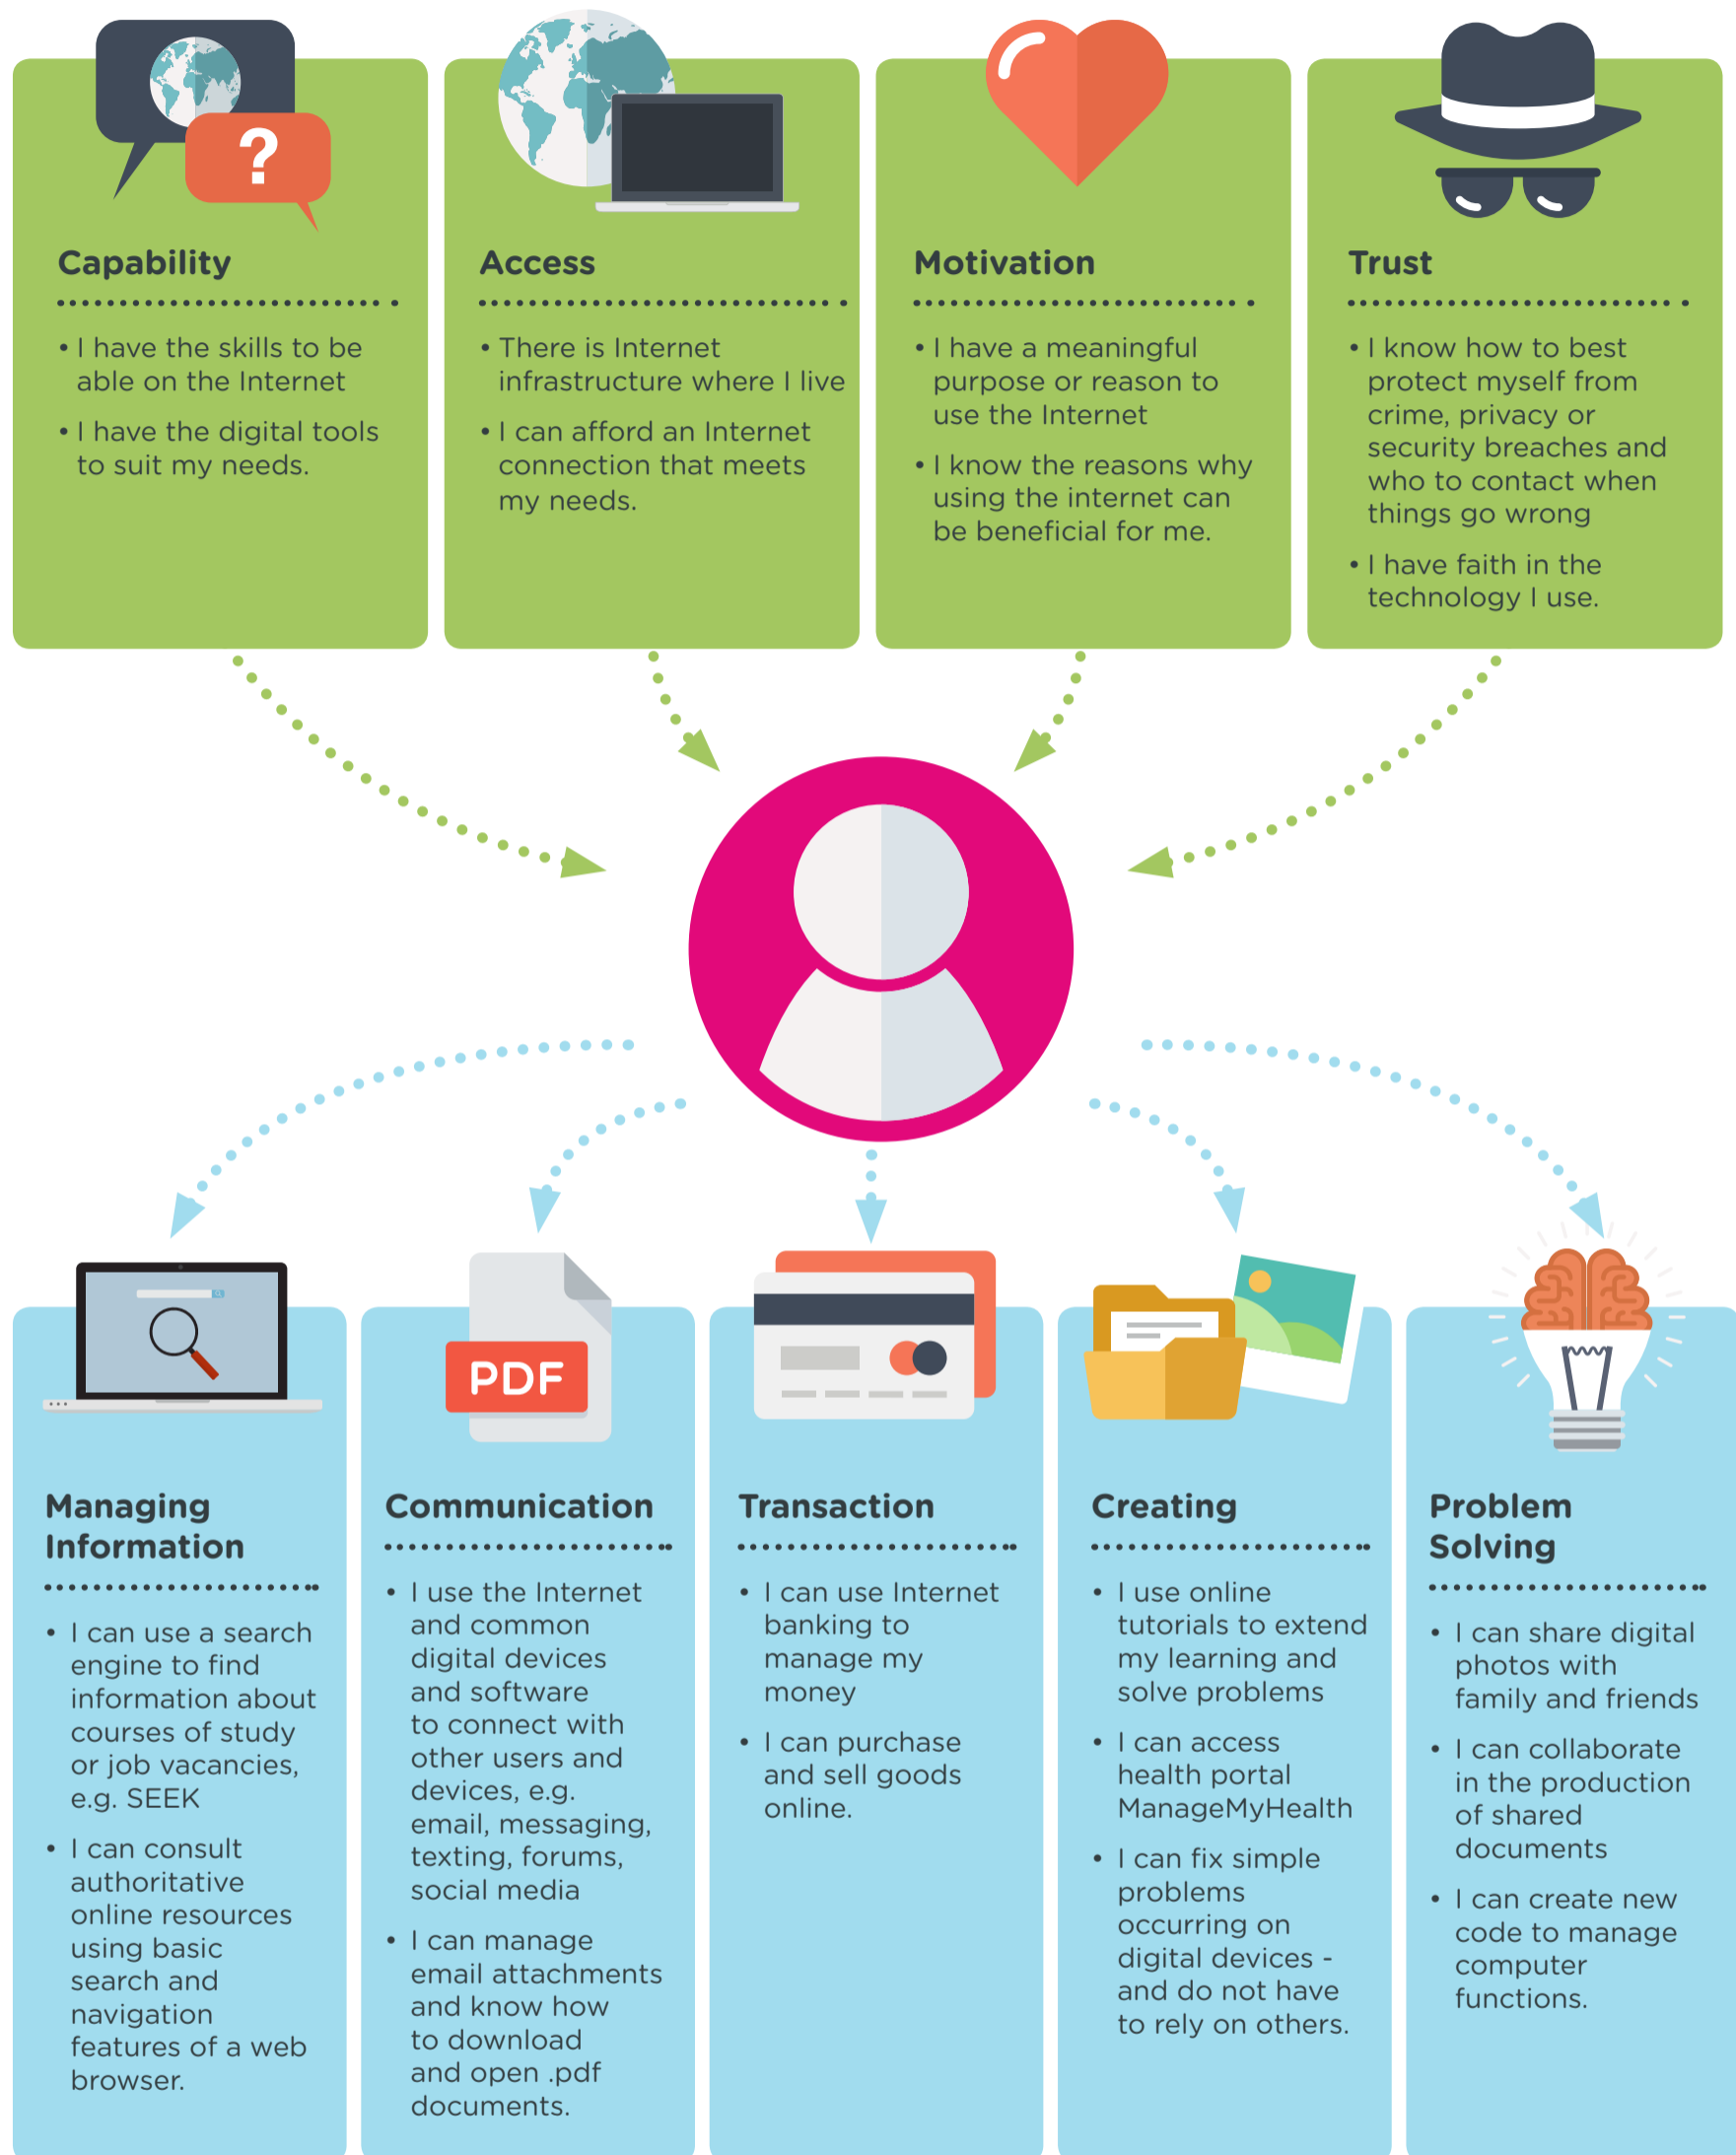 ?
Capability
• I have the skills to be
able on the Internet
• I have the digital tools
to suit my needs.
Access
• There is Internet
infrastructure where I live
• I can afford an Internet
connection that meets
my needs.
Motivation
• I have a meaningful
purpose or reason to
use the Internet
• I know the reasons why
using the internet can
be beneficial for me.
Trust
• I know how to best
protect myself from
crime, privacy or
security breaches and
who to contact when
things go wrong
• I have faith in the
technology I use.
Managing
Information
• I can use a search
engine to find
information about
courses of study
or job vacancies,
e.g. SEEK
• I can consult
authoritative
online resources
using basic
search and
navigation
features of a web
browser.
PDF
Communication
• I use the Internet
and common
digital devices
and software
to connect with
other users and
devices, e.g.
email, messaging,
texting, forums,
social media
• I can manage
email attachments
and know how
to download
and open .pdf
documents.
Transaction
• I can use Internet
banking to
manage my
money
• I can purchase
and sell goods
online.
Creating
• I use online
tutorials to extend
my learning and
solve problems
• I can access
health portal
ManageMyHealth
• I can fix simple
problems
occurring on
digital devices -
and do not have
to rely on others.
Problem
Solving
• I can share digital
photos with
family and friends
• I can collaborate
in the production
of shared
documents
• I can create new
code to manage
computer
functions.